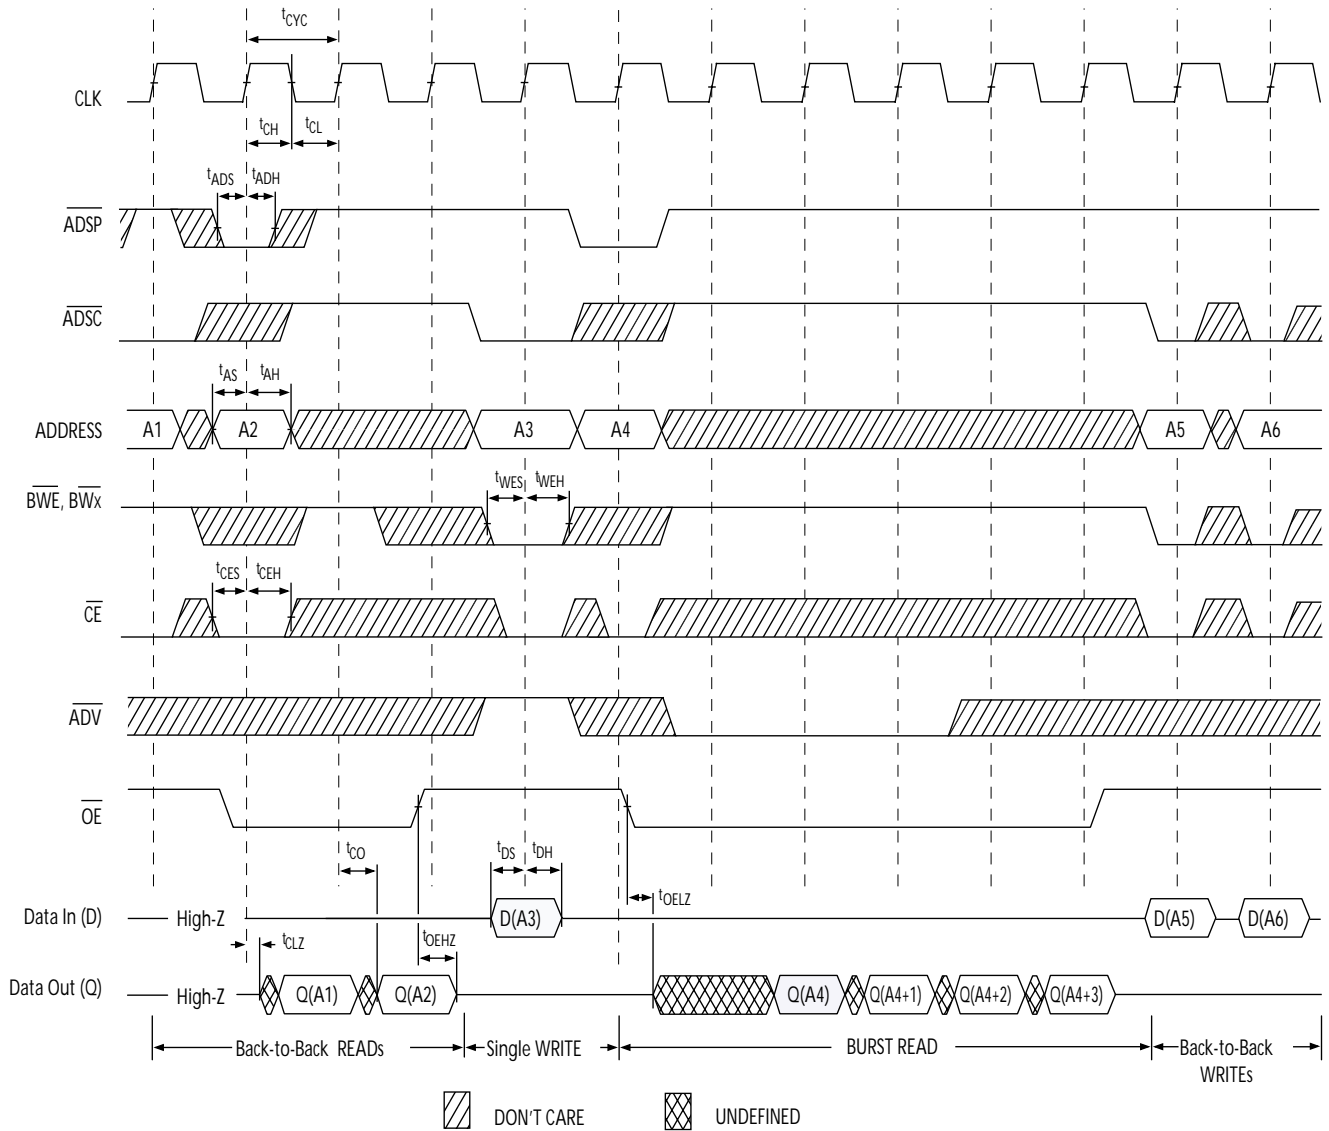 tCYC
CLK
tCH tCL
tADS tADH
ADSP
ADSC
tAS tAH
ADDRESS A1 A2 A3 A4 A5 A6
tWES tWEH
BWE, BWx
tCES tCEH
CE
ADV
OE
tCO tDS tDH
tOELZ
Data In (D) High-Z D(A3) D(A5) D(A6)
tCLZ tOEHZ
Data Out (Q) High-Z Q(A1) Q(A2) Q(A4) Q(A4+1) Q(A4+2) Q(A4+3)
Back-to-Back READs Single WRITE BURST READ Back-to-Back
WRITEs
DON'T CARE UNDEFINED